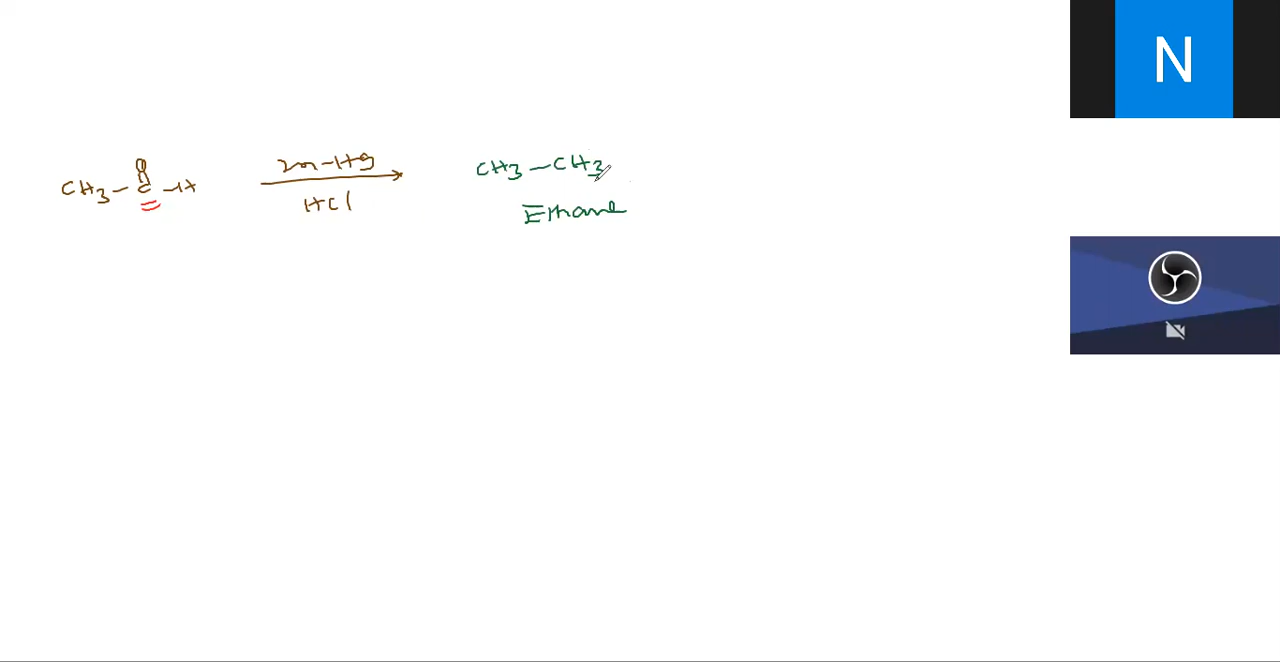 N
O
CH3-C-H
Zn-Hg
HCl
CH3-CH3
Ethane